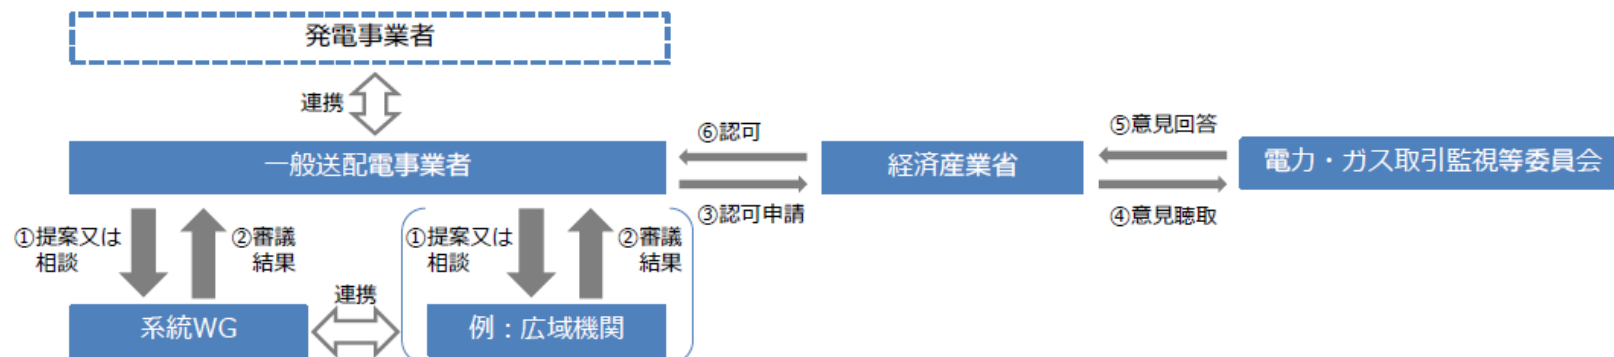 発電事業者
連携
一般送配電事業者
⑥認可
経済産業省
⑤意見回答
電力・ガス取引監視等委員会
③認可申請
④意見聴取
①提案又は
相談
②審議
結果
①提案又は
相談
②審議
結果
連携
系統WG
例：広域機関